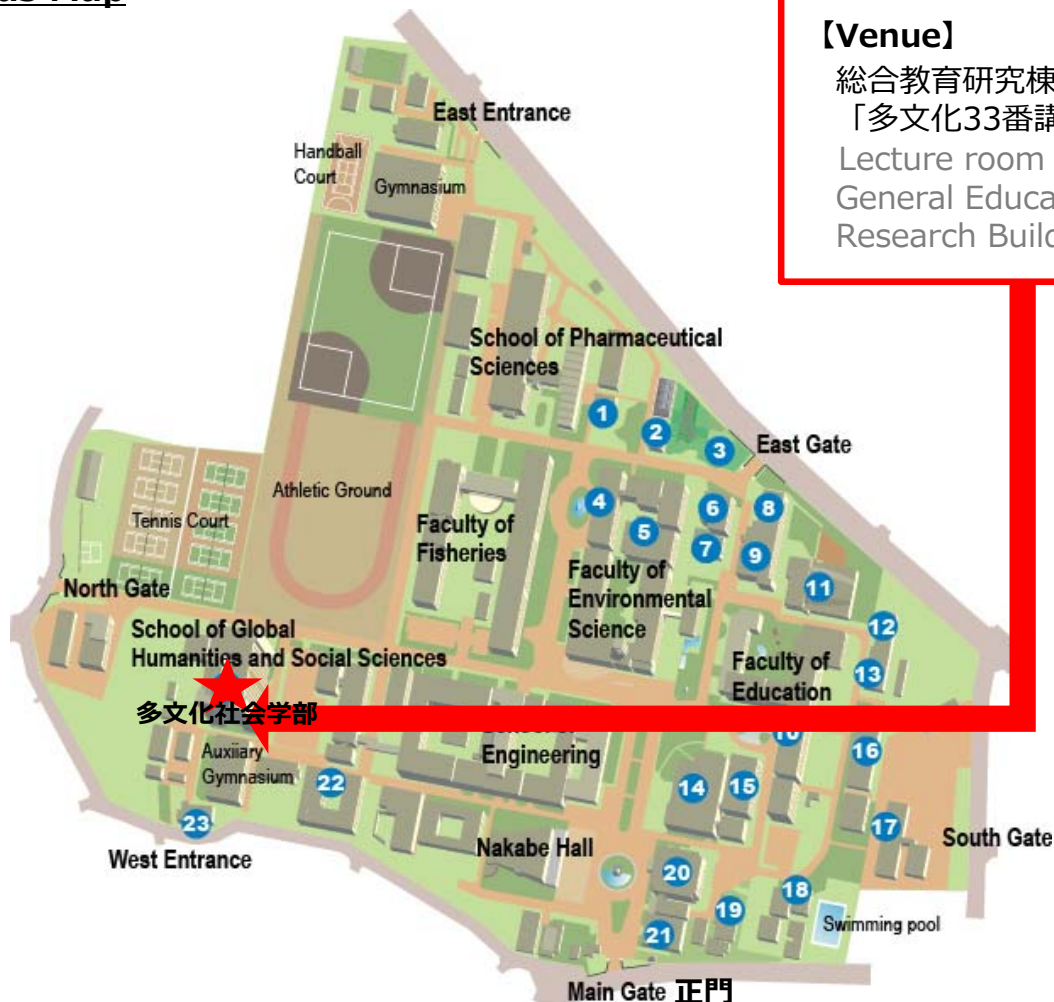 Map
【Venue】
総合教育研究棟
「多文化33番講
Lecture room
General Educa
Research Build
East Entrance
Handball
Court
Gymnasium
School of Pharmaceutical
Sciences
1
2
3
East Gate
Athletic Ground
Tennis Court
Faculty of
Fisheries
4
5
6
7
8
9
11
12
13
Faculty of
Environmental
Science
North Gate
School of Global
Humanities and Social Sciences
Faculty of
Education
多文化社会学部
Auxiiary
Gymnasium
Engineering
14
15
16
17
22
23
South Gate
West Entrance
Nakabe Hall
20
18
19
21
Swimming pool
Main Gate 正門